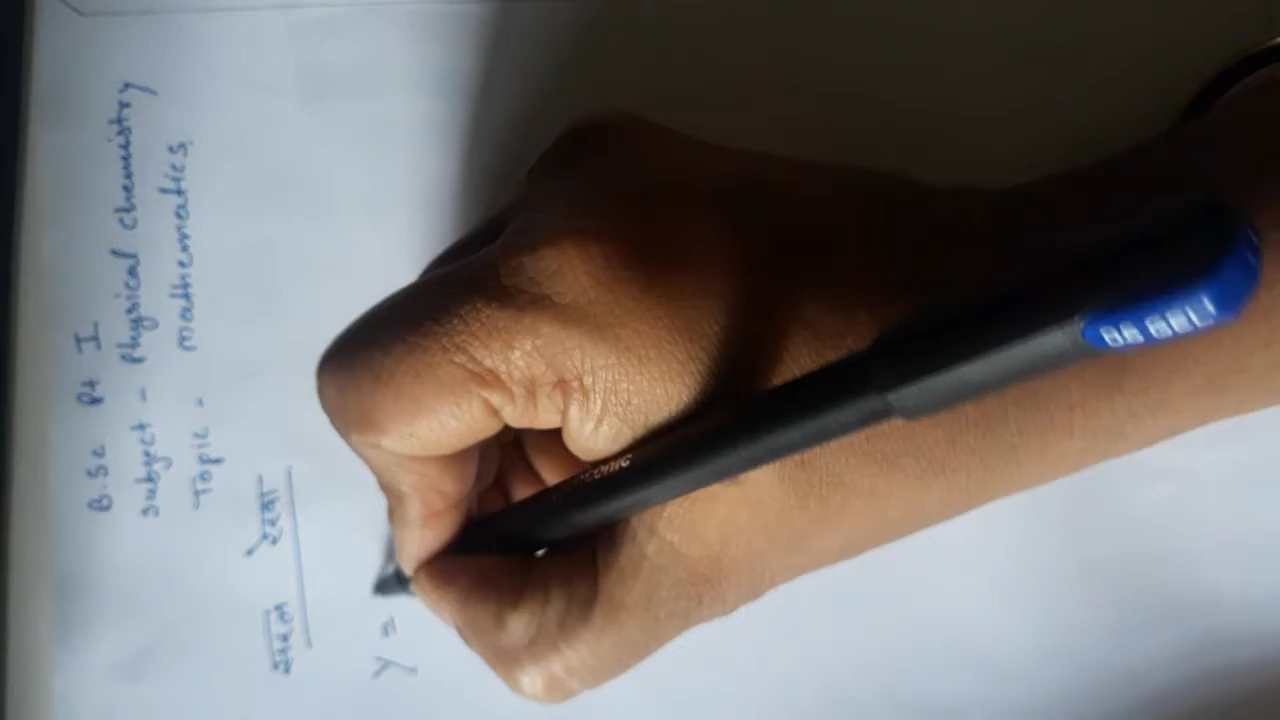 B.Sc Pt I
Subject - Physical Chemistry
Topic - Mathematics
सरल रेखा
y =